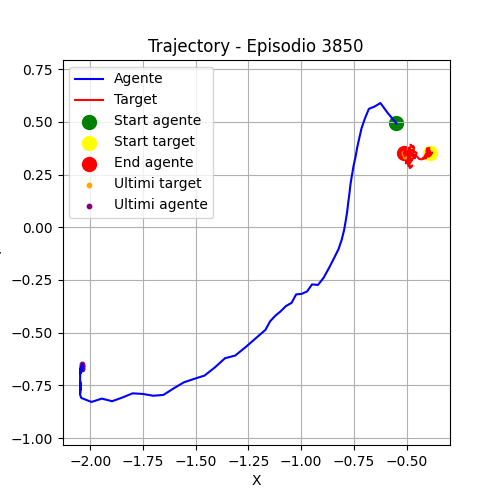 Trajectory - Episodio 3850
Agente
Target
Start agente
Start target
End agente
Ultimi target
Ultimi agente
0.75
0.50
0.25
0.00
−0.25
−0.50
−0.75
−1.00
−2.00 −1.75 −1.50 −1.25 −1.00 −0.75 −0.50
X